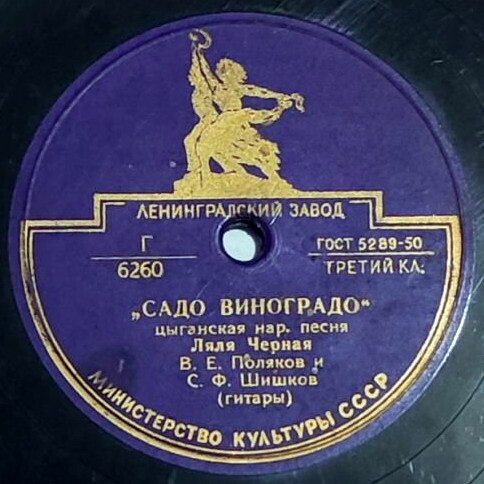 ЛЕНИНГРАДСКИЙ ЗАВОД
Г
6260
ГОСТ 5289-50
ТРЕТИЙ КЛ.
„САДО ВИНОГРАДО“
цыганская нар. песня
Ляля Черная
В. Е. Поляков и
С. Ф. Шишков
(гитары)
МИНИСТЕРСТВО КУЛЬТУРЫ СССР